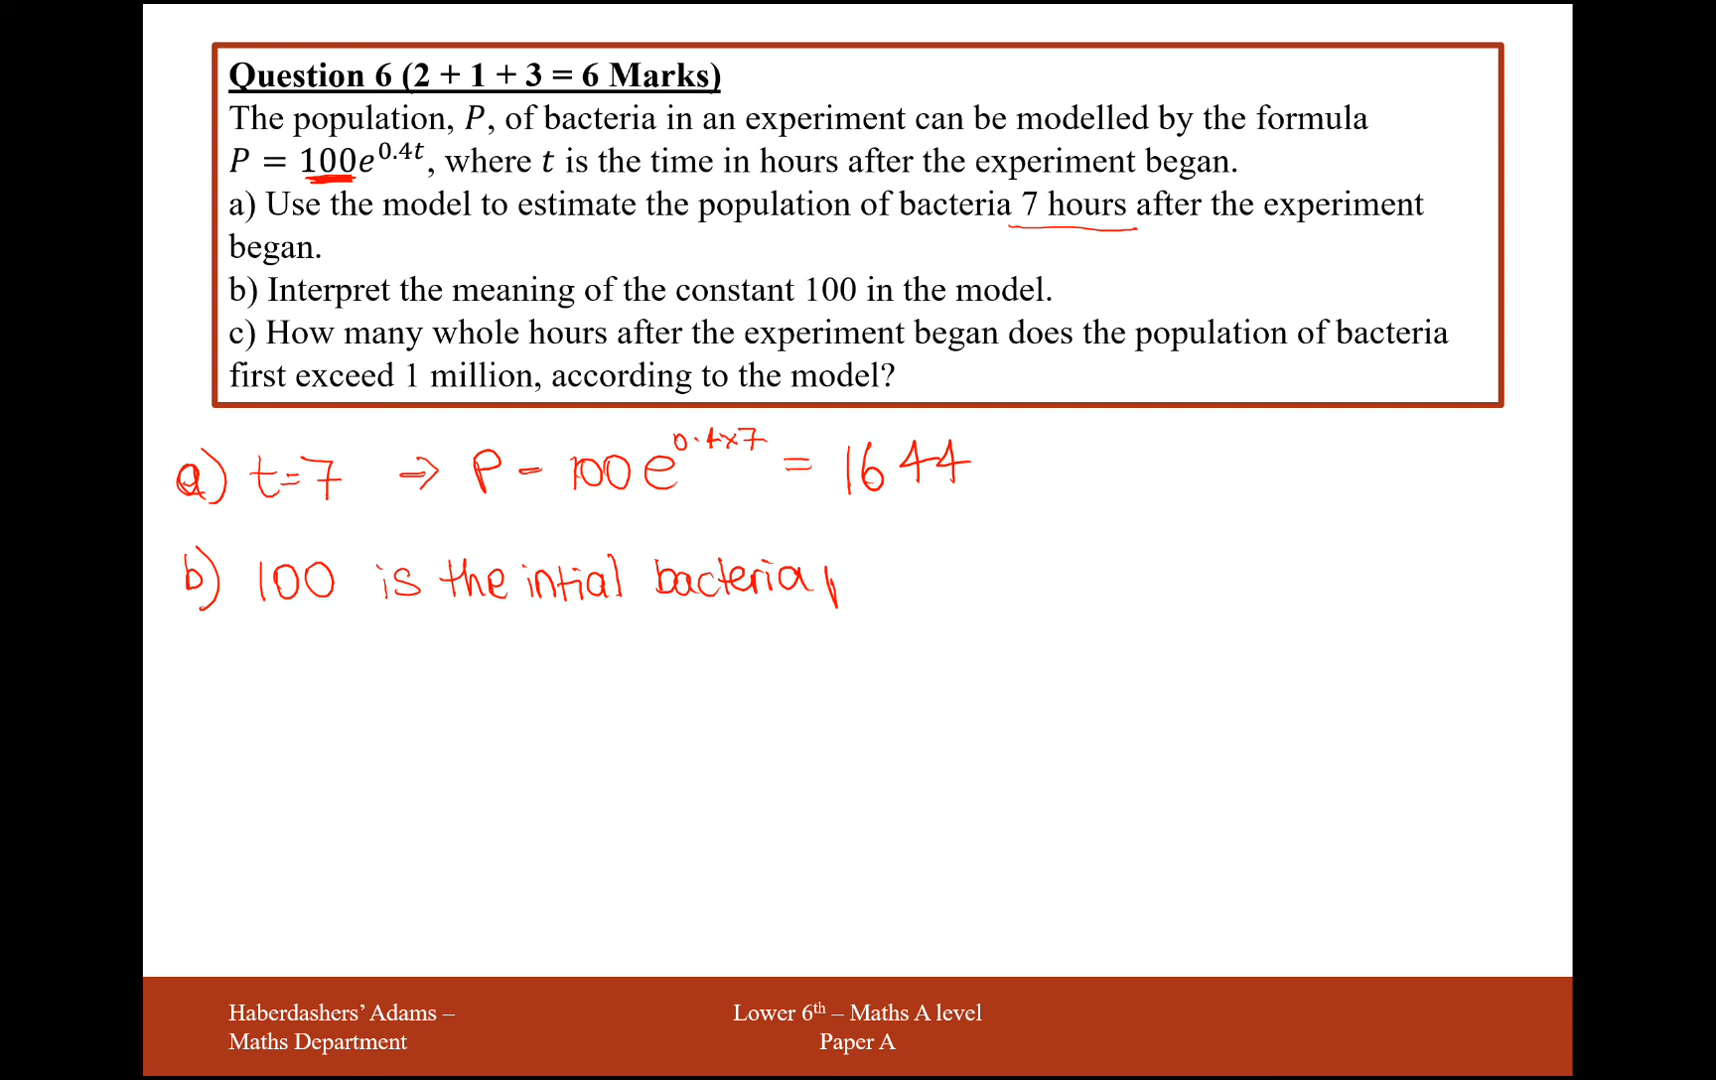 Question 6 (2 + 1 + 3 = 6 Marks)
The population, P, of bacteria in an experiment can be modelled by the formula
P = 100e^0.4t, where t is the time in hours after the experiment began.
a) Use the model to estimate the population of bacteria 7 hours after the experiment
began.
b) Interpret the meaning of the constant 100 in the model.
c) How many whole hours after the experiment began does the population of bacteria
first exceed 1 million, according to the model?
a) t=7 ⇒ P = 100e^0.4×7 = 1644
b) 100 is the intial bacteria p
Haberdashers' Adams –
Maths Department
Lower 6th – Maths A level
Paper A